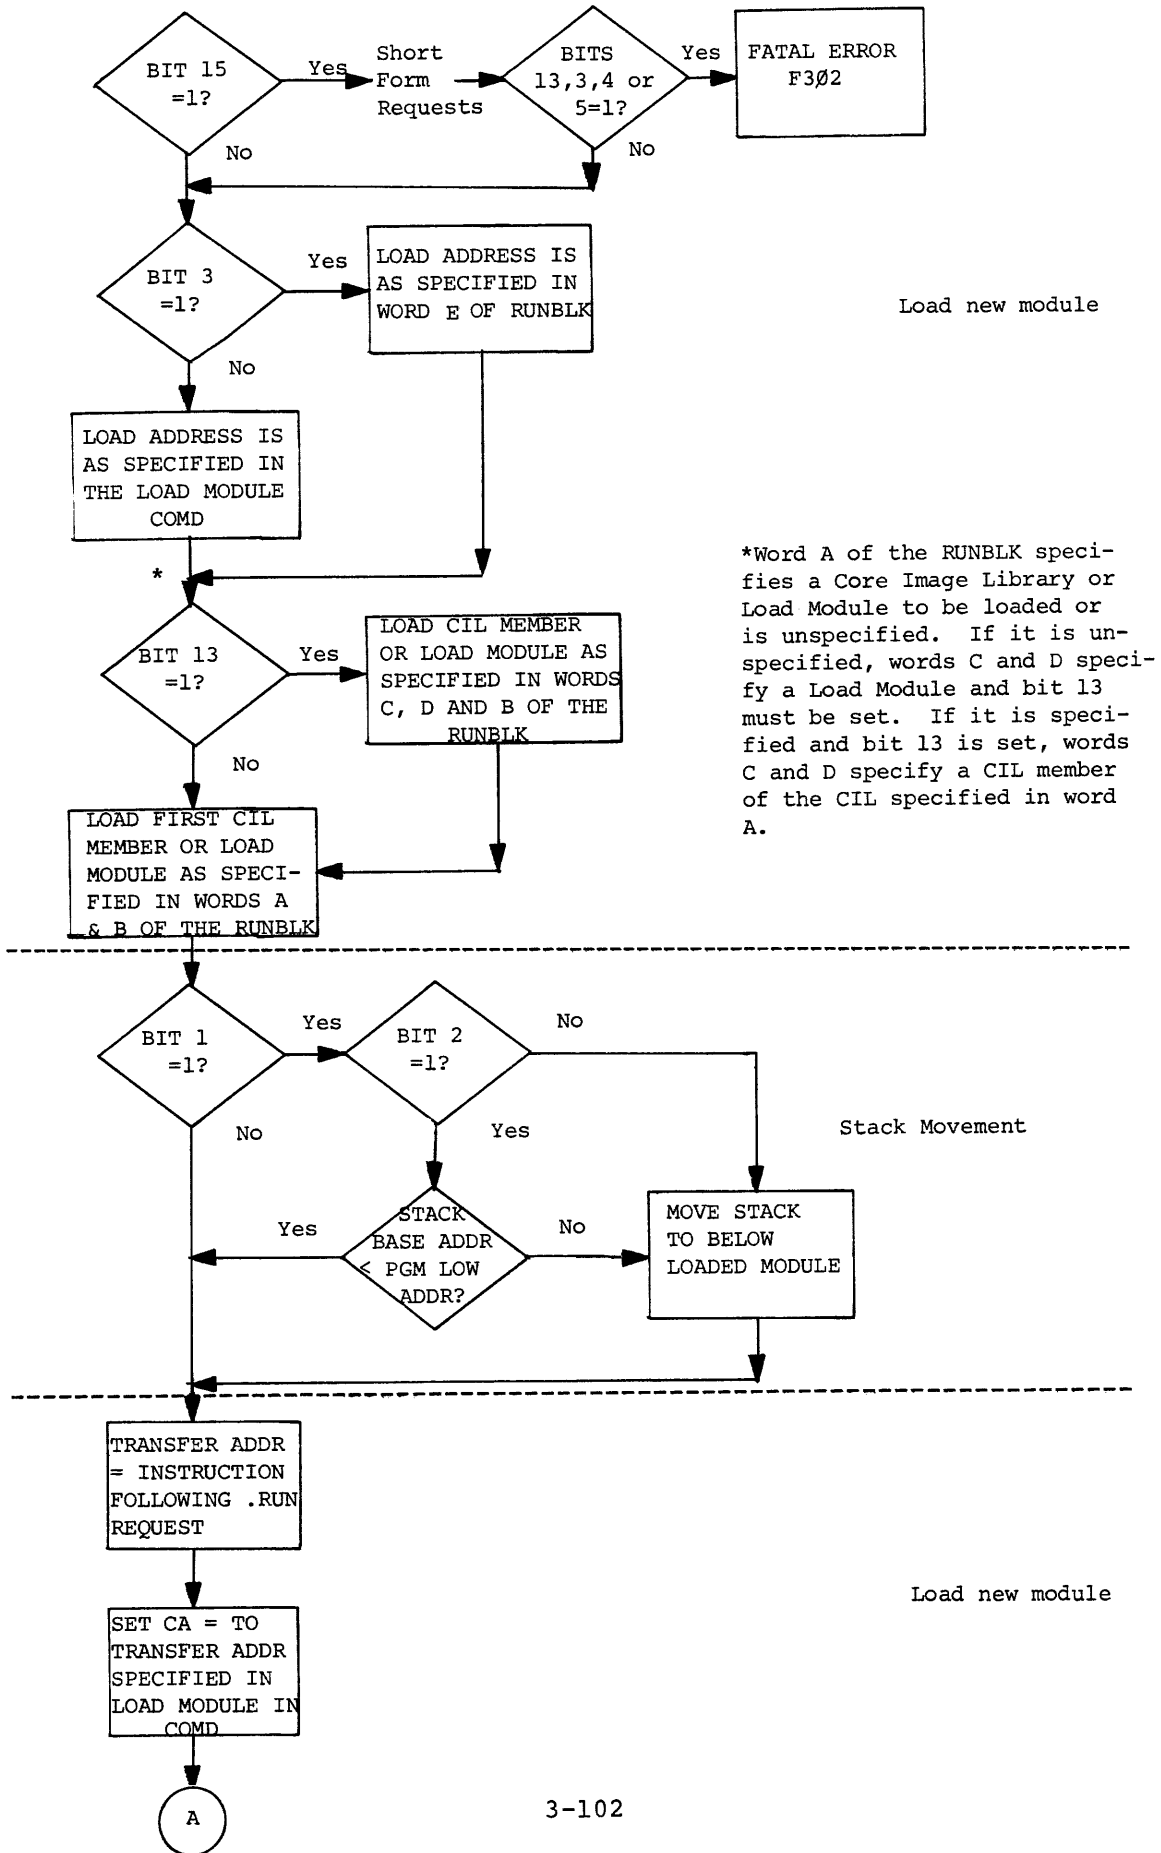 BIT 15
=1?
Yes
Short
Form
Requests
BITS
13,3,4 or
5=1?
Yes
FATAL ERROR
F3Ø2
No
No
BIT 3
=1?
Yes
LOAD ADDRESS IS
AS SPECIFIED IN
WORD E OF RUNBLK
Load new module
No
LOAD ADDRESS IS
AS SPECIFIED IN
THE LOAD MODULE
COMD
*
*Word A of the RUNBLK speci-
fies a Core Image Library or
Load Module to be loaded or
is unspecified. If it is un-
specified, words C and D speci-
fy a Load Module and bit 13
must be set. If it is speci-
fied and bit 13 is set, words
C and D specify a CIL member
of the CIL specified in word
A.
BIT 13
=1?
Yes
LOAD CIL MEMBER
OR LOAD MODULE AS
SPECIFIED IN WORDS
C, D AND B OF THE
RUNBLK
No
LOAD FIRST CIL
MEMBER OR LOAD
MODULE AS SPECI-
FIED IN WORDS A
& B OF THE RUNBLK
BIT 1
=1?
Yes
BIT 2
=1?
No
No
Yes
Stack Movement
STACK
BASE ADDR
< PGM LOW
ADDR?
Yes
No
MOVE STACK
TO BELOW
LOADED MODULE
TRANSFER ADDR
= INSTRUCTION
FOLLOWING .RUN
REQUEST
Load new module
SET CA = TO
TRANSFER ADDR
SPECIFIED IN
LOAD MODULE IN
COMD
A
3-102